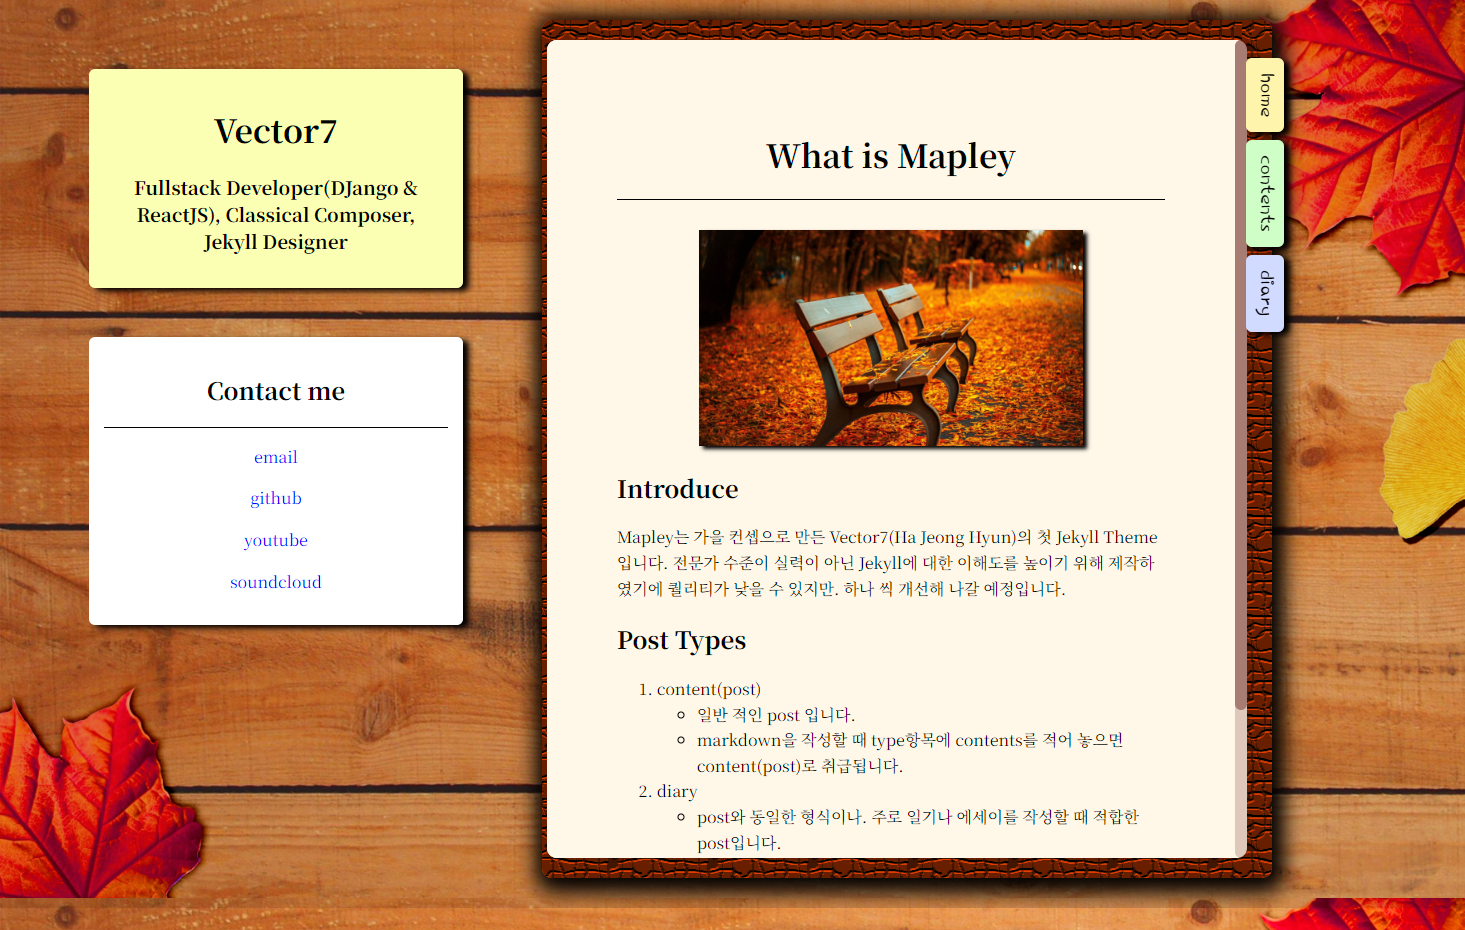 Vector7
Fullstack Developer(DJango &
ReactJS), Classical Composer,
Jekyll Designer
Contact me
email
github
youtube
soundcloud
What is Mapley
Introduce
Mapley는 가을 컨셉으로 만든 Vector7(Ha Jeong Hyun)의 첫 Jekyll Theme
입니다. 전문가 수준이 실력이 아닌 Jekyll에 대한 이해도를 높이기 위해 제작하
였기에 퀄리티가 낮을 수 있지만. 하나 씩 개선해 나갈 예정입니다.
Post Types
1. content(post)
일반 적인 post 입니다.
markdown을 작성할 때 type항목에 contents를 적어 놓으면
content(post)로 취급됩니다.
2. diary
post와 동일한 형식이나. 주로 일기나 에세이를 작성할 때 적합한
post입니다.
home
contents
diary